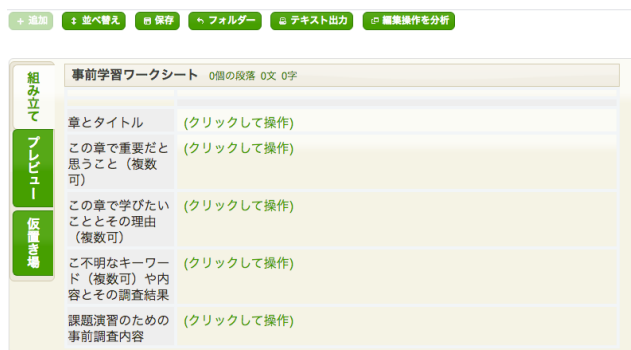 + 追加 ↕ 並べ替え 保存 フォルダー テキスト出力 編集操作を分析
事前学習ワークシート 0個の段落 0文 0字
組み立て
プレビュー
仮置き場
章とタイトル (クリックして操作)
この章で重要だと (クリックして操作)
思うこと（複数
可）
この章で学びたい (クリックして操作)
こととその理由
（複数可）
こ不明なキーワー (クリックして操作)
ド（複数可）や内
容とその調査結果
課題演習のための (クリックして操作)
事前調査内容